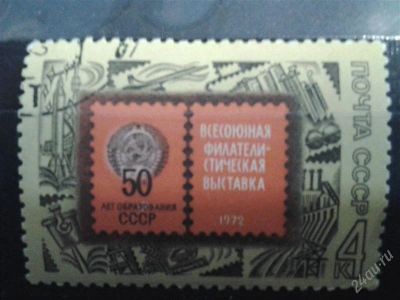 50
ЛЕТ ОБРАЗОВАНИЯ
СССР
ВСЕСОЮЗНАЯ
ФИЛАТЕЛИ-
СТИЧЕСКАЯ
ВЫСТАВКА
1972
ПОЧТА СССР
4 К
24au.ru